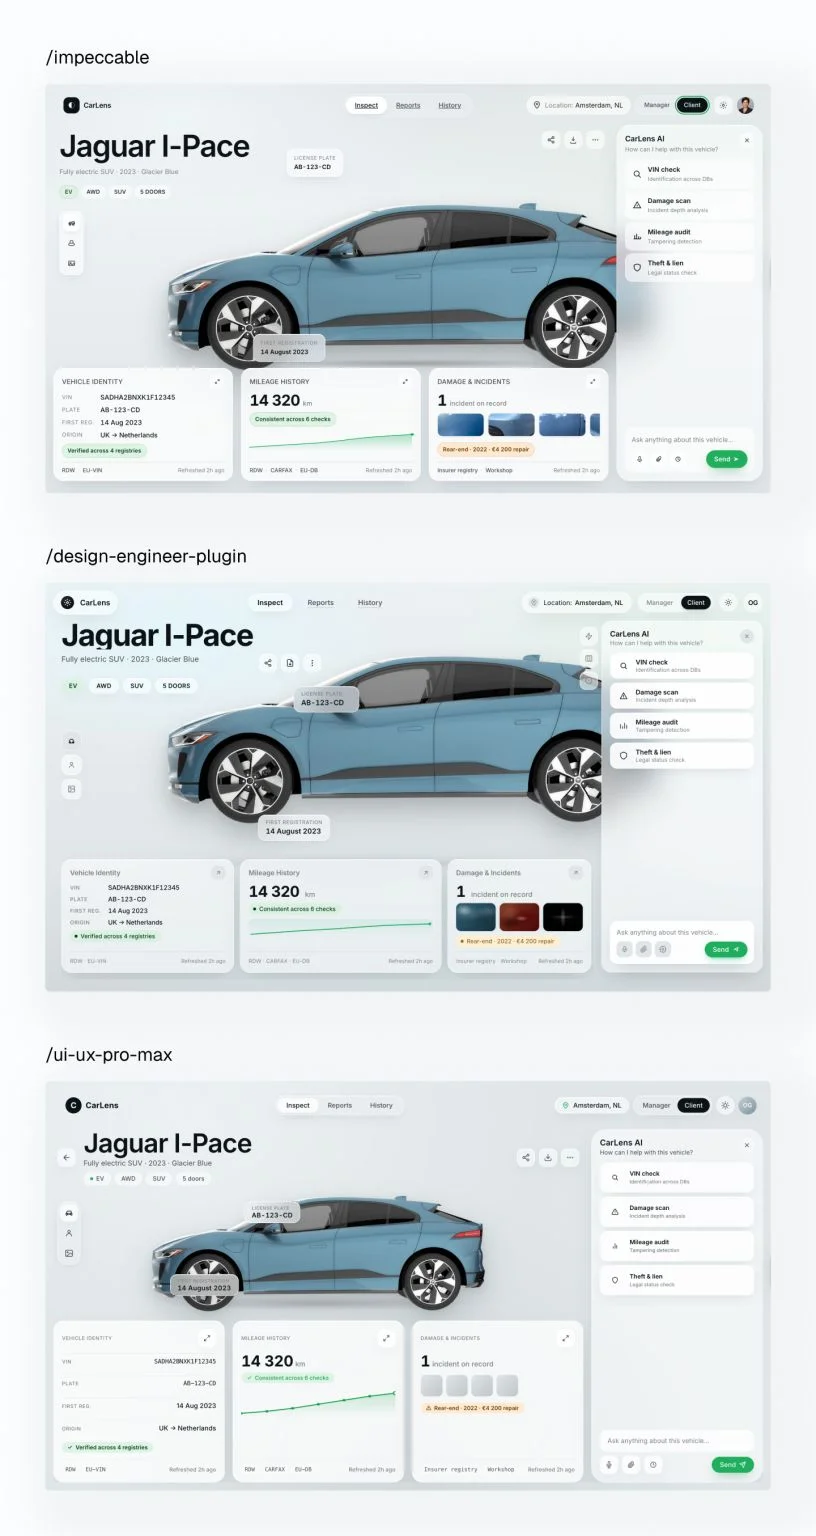 /impeccable
CarLens
Inspect Reports History
Location: Amsterdam, NL
Manager Client
Jaguar I-Pace
Fully electric SUV · 2023 · Glacier Blue
EV AWD SUV 5 DOORS
LICENSE PLATE
AB-123-CD
FIRST REGISTRATION
14 August 2023
VEHICLE IDENTITY
VIN SADHA2BNXK1F12345
PLATE AB-123-CD
FIRST REG 14 Aug 2023
ORIGIN UK → Netherlands
Verified across 4 registries
RDW · EU-VIN Refreshed 2h ago
MILEAGE HISTORY
14 320 km
Consistent across 6 checks
RDW · CARFAX · EU-DB Refreshed 2h ago
DAMAGE & INCIDENTS
1 incident on record
Rear-end · 2022 · €4 200 repair
Insurer registry · Workshop Refreshed 2h ago
CarLens AI
How can I help with this vehicle?
VIN check
Identification across DBs
Damage scan
Incident depth analysis
Mileage audit
Tampering detection
Theft & lien
Legal status check
Ask anything about this vehicle...
Send
/design-engineer-plugin
CarLens
Inspect Reports History
Location: Amsterdam, NL
Manager Client
OG
Jaguar I-Pace
Fully electric SUV · 2023 · Glacier Blue
EV AWD SUV 5 DOORS
LICENSE PLATE
AB-123-CD
FIRST REGISTRATION
14 August 2023
Vehicle Identity
VIN SADHA2BNXK1F12345
PLATE AB-123-CD
FIRST REG. 14 Aug 2023
ORIGIN UK → Netherlands
Verified across 4 registries
RDW · EU-VIN Refreshed 2h ago
Mileage History
14 320 km
Consistent across 6 checks
RDW · CARFAX · EU-DB Refreshed 2h ago
Damage & Incidents
1 incident on record
Rear-end · 2022 · €4 200 repair
Insurer registry · Workshop Refreshed 2h ago
CarLens AI
How can I help with this vehicle?
VIN check
Identification across DBs
Damage scan
Incident depth analysis
Mileage audit
Tampering detection
Theft & lien
Legal status check
Ask anything about this vehicle...
Send
/ui-ux-pro-max
C CarLens
Inspect Reports History
Amsterdam, NL
Manager Client
OG
Jaguar I-Pace
Fully electric SUV · 2023 · Glacier Blue
EV AWD SUV 5 doors
LICENSE PLATE
AB-123-CD
FIRST REGISTRATION
14 August 2023
VEHICLE IDENTITY
VIN SADHA2BNXK1F12345
PLATE AB-123-CD
FIRST REG. 14 Aug 2023
ORIGIN UK → Netherlands
Verified across 4 registries
RDW EU-VIN Refreshed 2h ago
MILEAGE HISTORY
14 320 km
Consistent across 6 checks
RDW CARFAX EU-DB Refreshed 2h ago
DAMAGE & INCIDENTS
1 incident on record
Rear-end · 2022 · €4 200 repair
Insurer registry Workshop Refreshed 2h ago
CarLens AI
How can I help with this vehicle?
VIN check
Identification across DBs
Damage scan
Incident depth analysis
Mileage audit
Tampering detection
Theft & lien
Legal status check
Ask anything about this vehicle...
Send